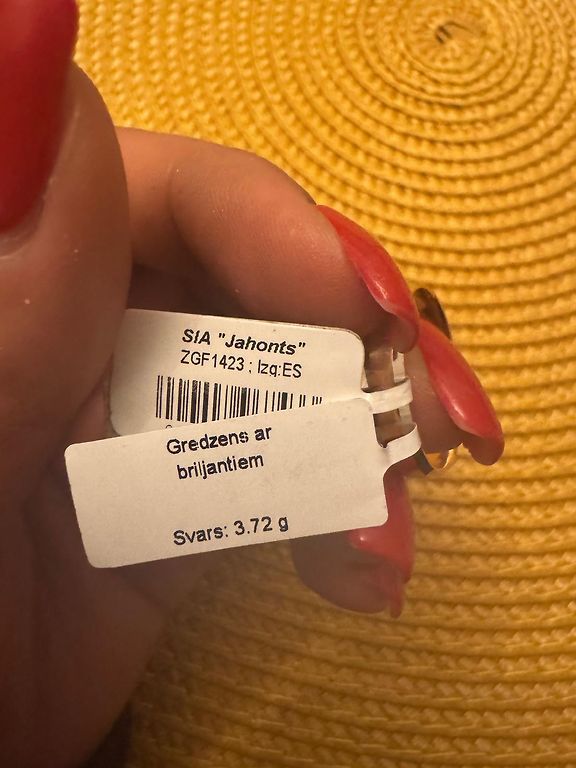 SIA "Jahonts"
ZGF1423 ; Izg:ES
Gredzens ar
briljantiem
Svars: 3.72 g